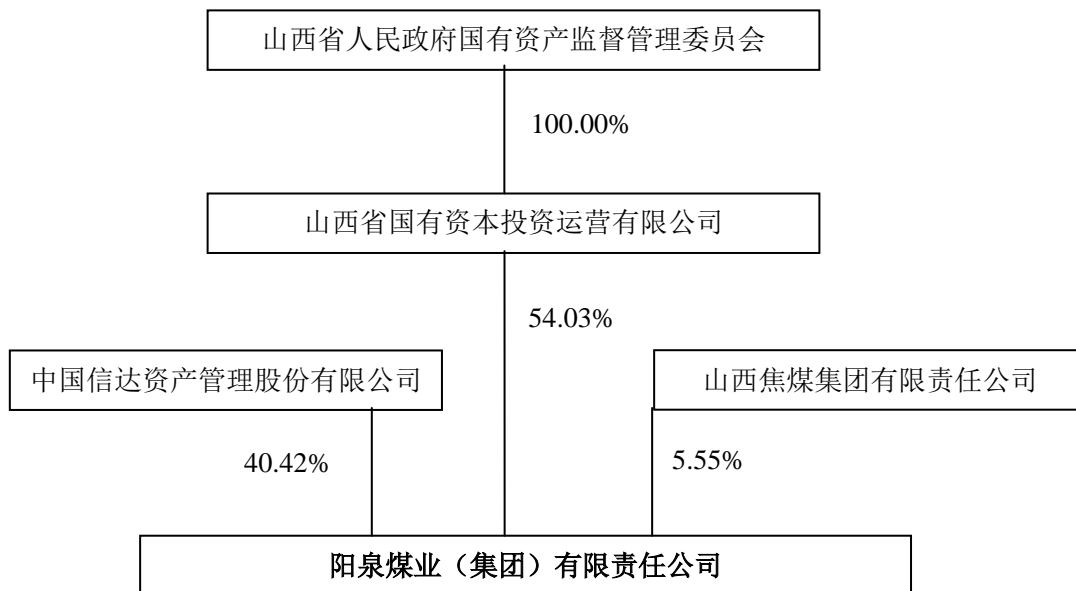 山西省人民政府国有资产监督管理委员会
100.00%
山西省国有资本投资运营有限公司
54.03%
中国信达资产管理股份有限公司
山西焦煤集团有限责任公司
40.42%
5.55%
阳泉煤业（集团）有限责任公司